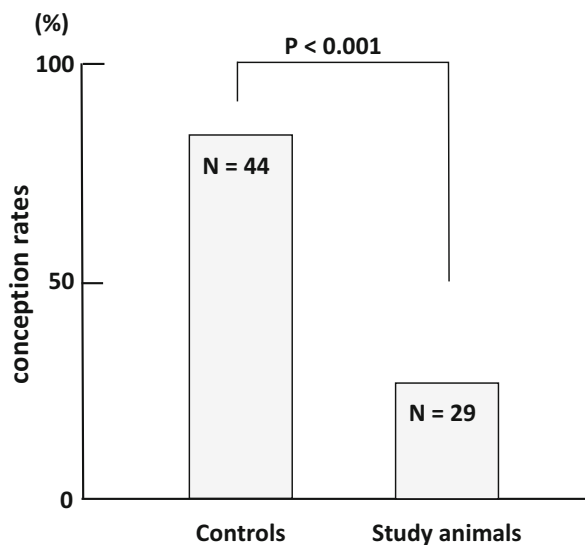 (%)
P < 0.001
100
N = 44
50
conception rates
N = 29
0
Controls
Study animals